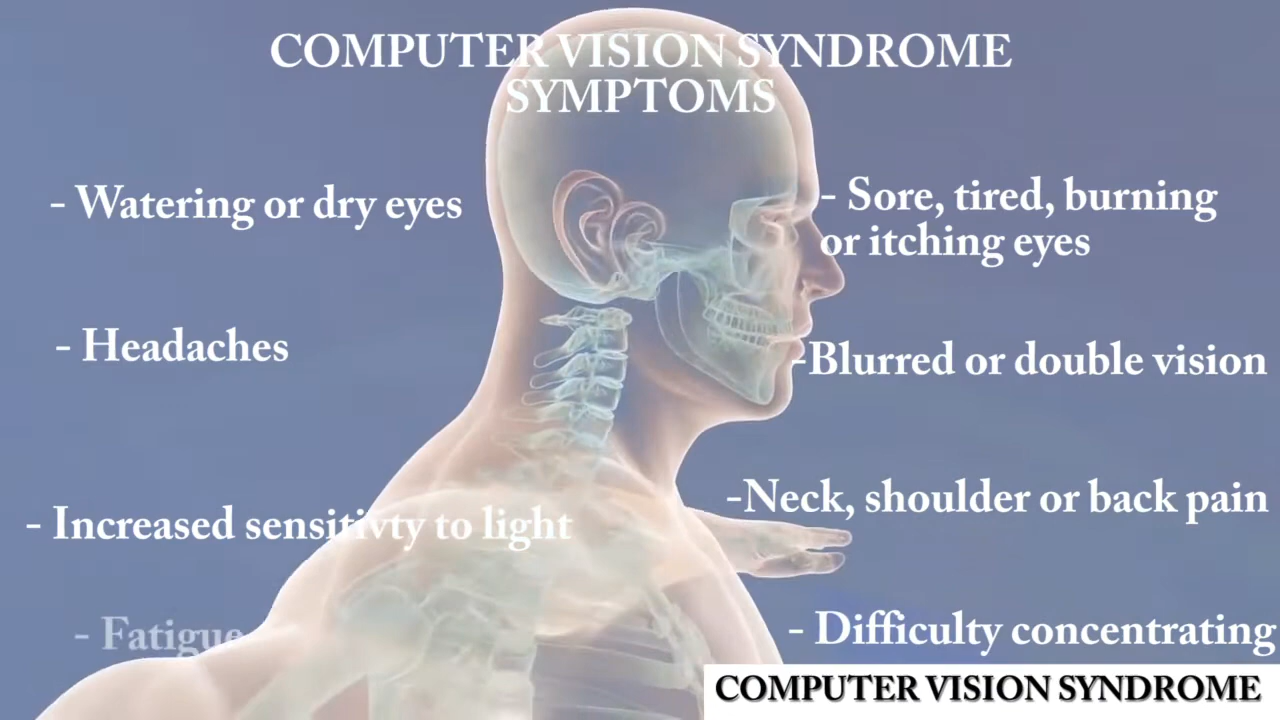 COMPUTER VISION SYNDROME
SYMPTOMS
- Watering or dry eyes
- Sore, tired, burning
or itching eyes
- Headaches
-Blurred or double vision
- Increased sensitivty to light
-Neck, shoulder or back pain
- Fatigue
- Difficulty concentrating
COMPUTER VISION SYNDROME